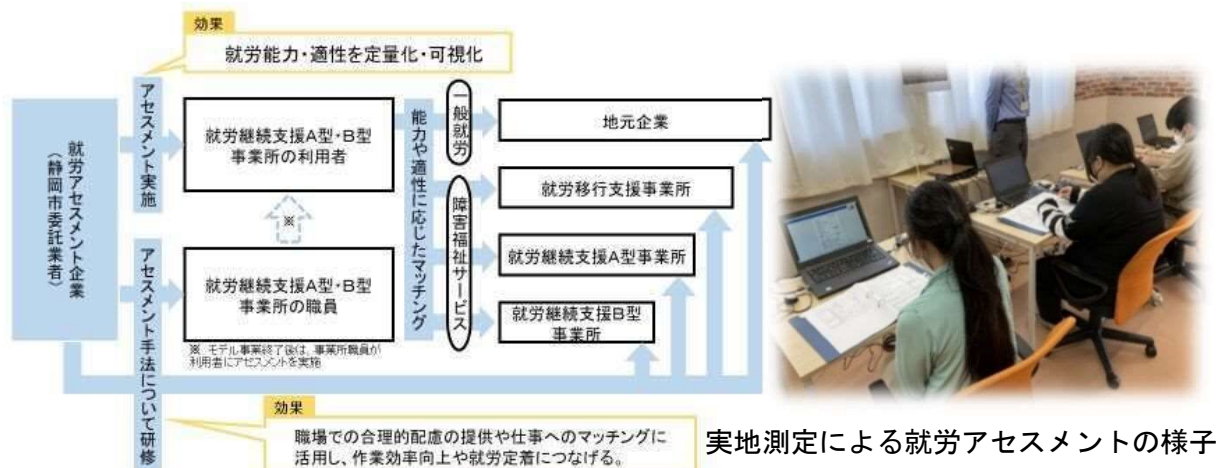 効果
就労能力・適性を定量化・可視化
就労アセスメント企業
（静岡市委託業者）
アセスメント実施
就労継続支援A型・B型
事業所の利用者
※
アセスメント手法について研修
就労継続支援A型・B型
事業所の職員
※ モデル事業終了後は、事業所職員が
利用者にアセスメントを実施
能力や適性に応じたマッチング
一般就労
障害福祉サービス
地元企業
就労移行支援事業所
就労継続支援A型事業所
就労継続支援B型
事業所
効果
職場での合理的配慮の提供や仕事へのマッチングに
活用し、作業効率向上や就労定着につなげる。
実地測定による就労アセスメントの様子